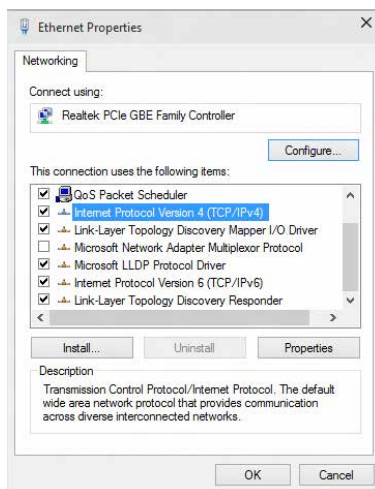 Ethernet Properties
Networking
Connect using:
Realtek PCIe GBE Family Controller
Configure...
This connection uses the following items:
QoS Packet Scheduler
Internet Protocol Version 4 (TCP/IPv4)
Link-Layer Topology Discovery Mapper I/O Driver
Microsoft Network Adapter Multiplexor Protocol
Microsoft LLDP Protocol Driver
Internet Protocol Version 6 (TCP/IPv6)
Link-Layer Topology Discovery Responder
Install... Uninstall Properties
Description
Transmission Control Protocol/Internet Protocol. The default
wide area network protocol that provides communication
across diverse interconnected networks.
OK Cancel